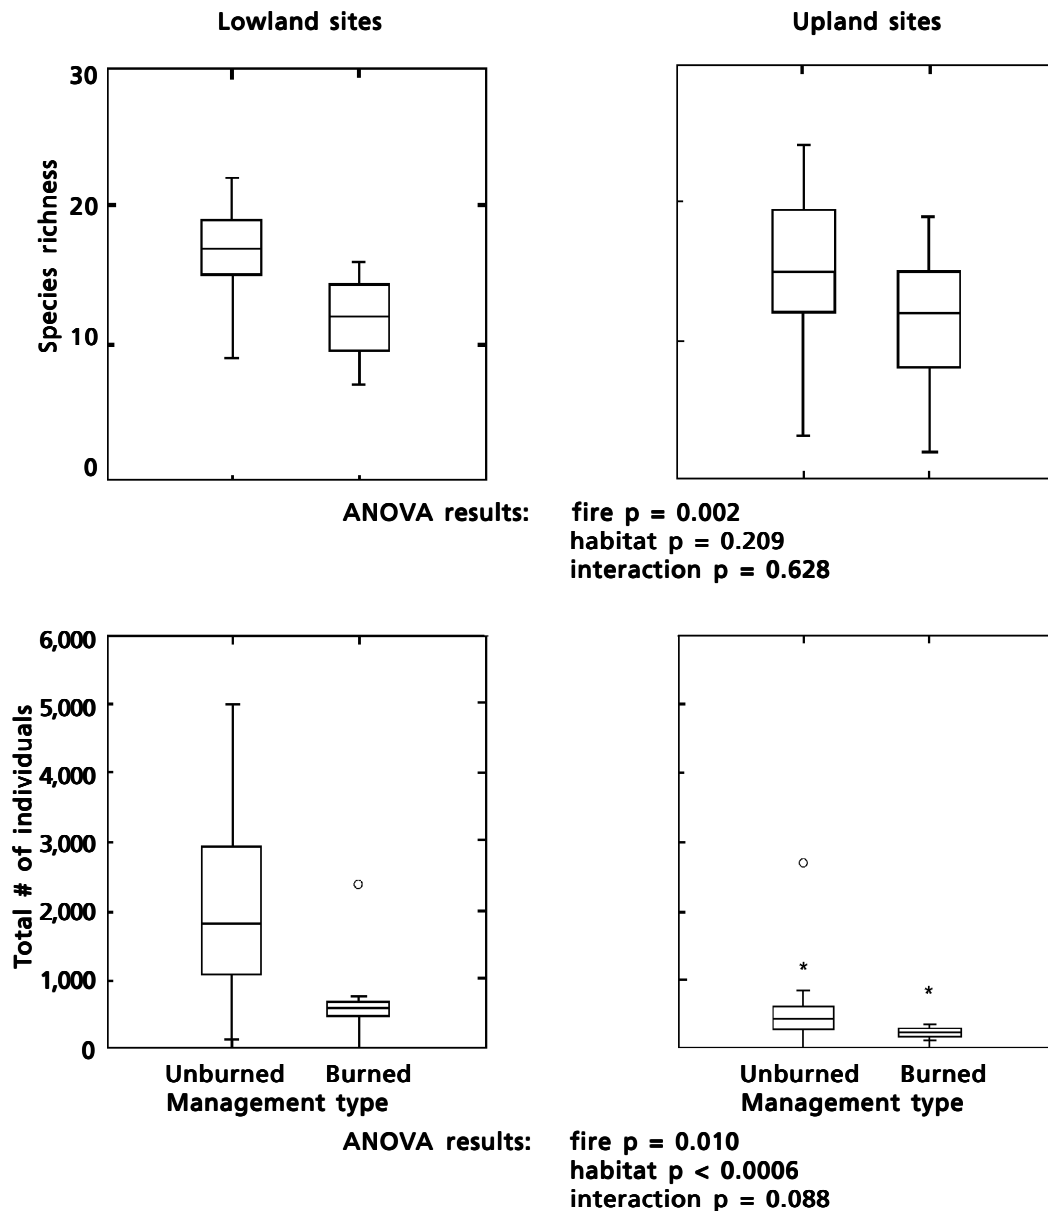 Lowland sites
Upland sites
30
20
10
0
Species richness
ANOVA results: fire p = 0.002
habitat p = 0.209
interaction p = 0.628
6,000
5,000
4,000
3,000
2,000
1,000
0
Total # of individuals
*
*
Unburned Burned
Management type
Unburned Burned
Management type
ANOVA results: fire p = 0.010
habitat p < 0.0006
interaction p = 0.088